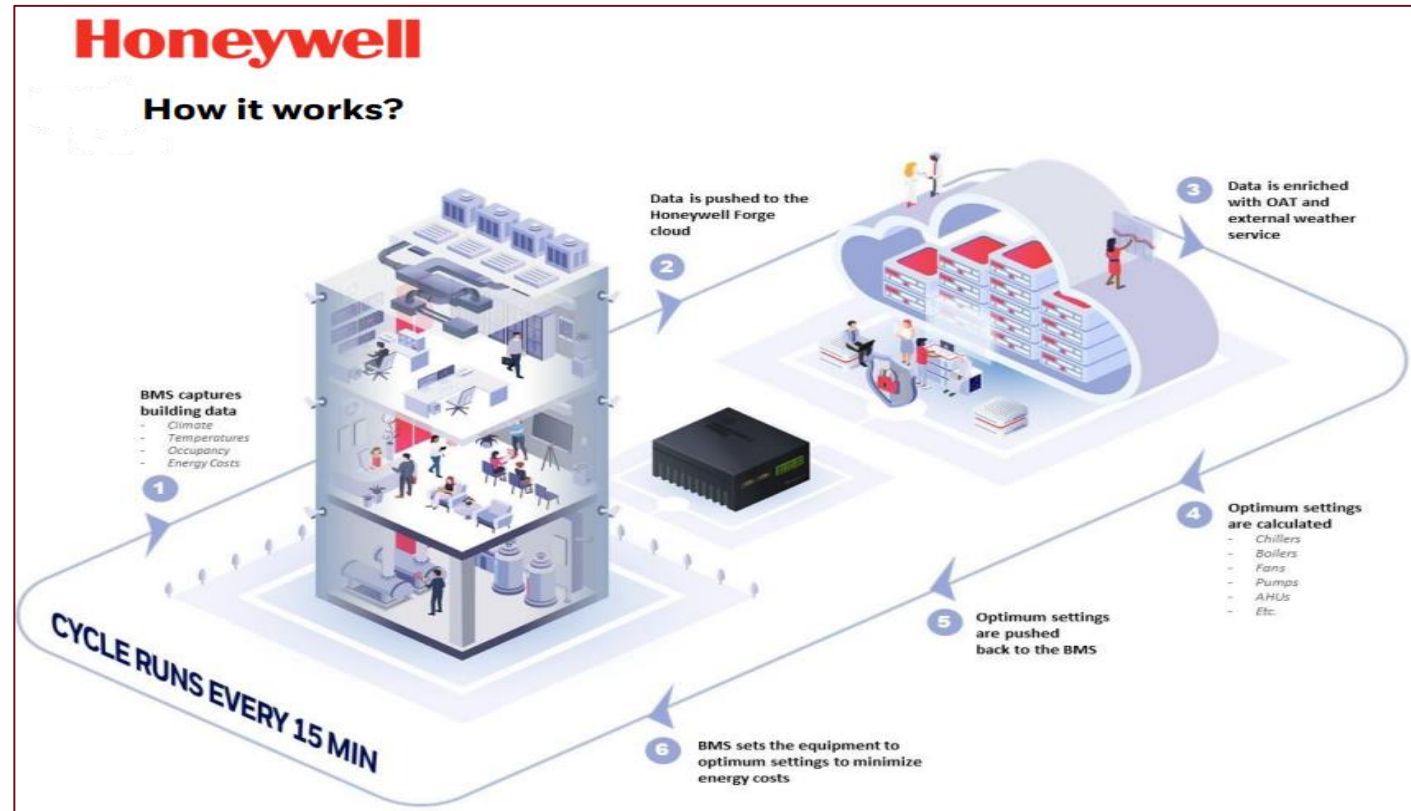 Honeywell
How it works?
1
BMS captures
building data
- Climate
- Temperatures
- Occupancy
- Energy Costs
2
Data is pushed to the
Honeywell Forge
cloud
3
Data is enriched
with OAT and
external weather
service
4
Optimum settings
are calculated
- Chillers
- Boilers
- Fans
- Pumps
- AHUs
- Etc.
5
Optimum settings
are pushed
back to the BMS
6
BMS sets the equipment to
optimum settings to minimize
energy costs
CYCLE RUNS EVERY 15 MIN